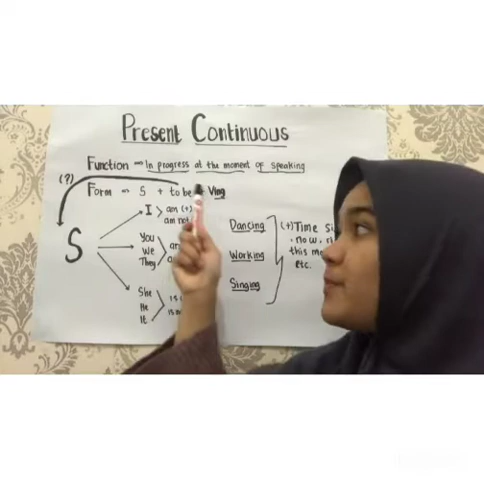 Present Continuous
Function ⇒ In progress at the moment of speaking
(?)
Form ⇒ S + to be + Ving
S
I > am (+)
am not
You
We
They
She
He
It
Dancing
Working
Singing
(+) Time
now
this
etc.